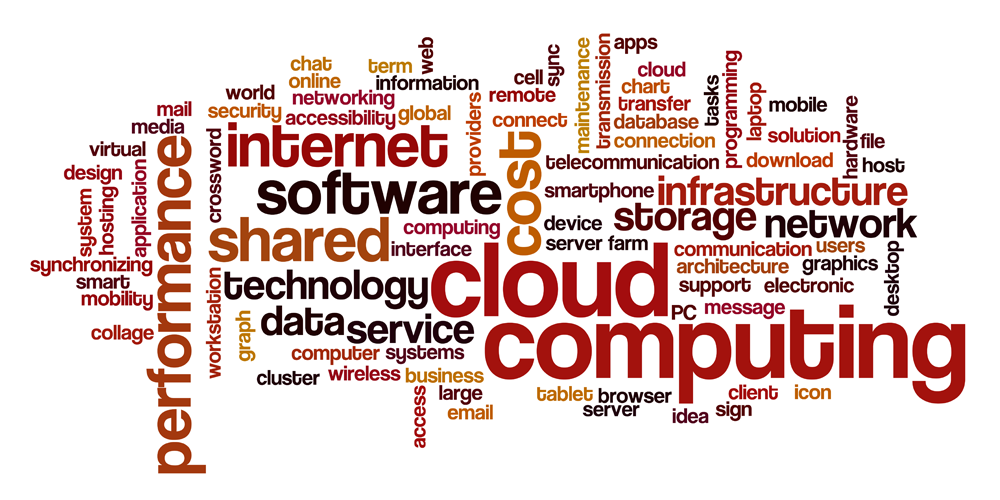 web
apps
chat
term
sync
cell
maintenance
transmission
cloud
online
information
chart
tasks
programming
laptop
world
networking
remote
transfer
mobile
mail
security
accessibility
global
providers
connect
database
hardware
media
crossword
internet
cost
connection
solution
file
virtual
performance
telecommunication
download
host
design
application
software
smartphone
infrastructure
system
hosting
shared
computing
device
storage
network
interface
server farm
communication
users
synchronizing
cloud
architecture
graphics
desktop
smart
workstation
technology
support
electronic
mobility
graph
data
service
PC
message
collage
computing
computer
systems
cluster
wireless
business
access
large
tablet
browser
client
icon
email
server
idea
sign